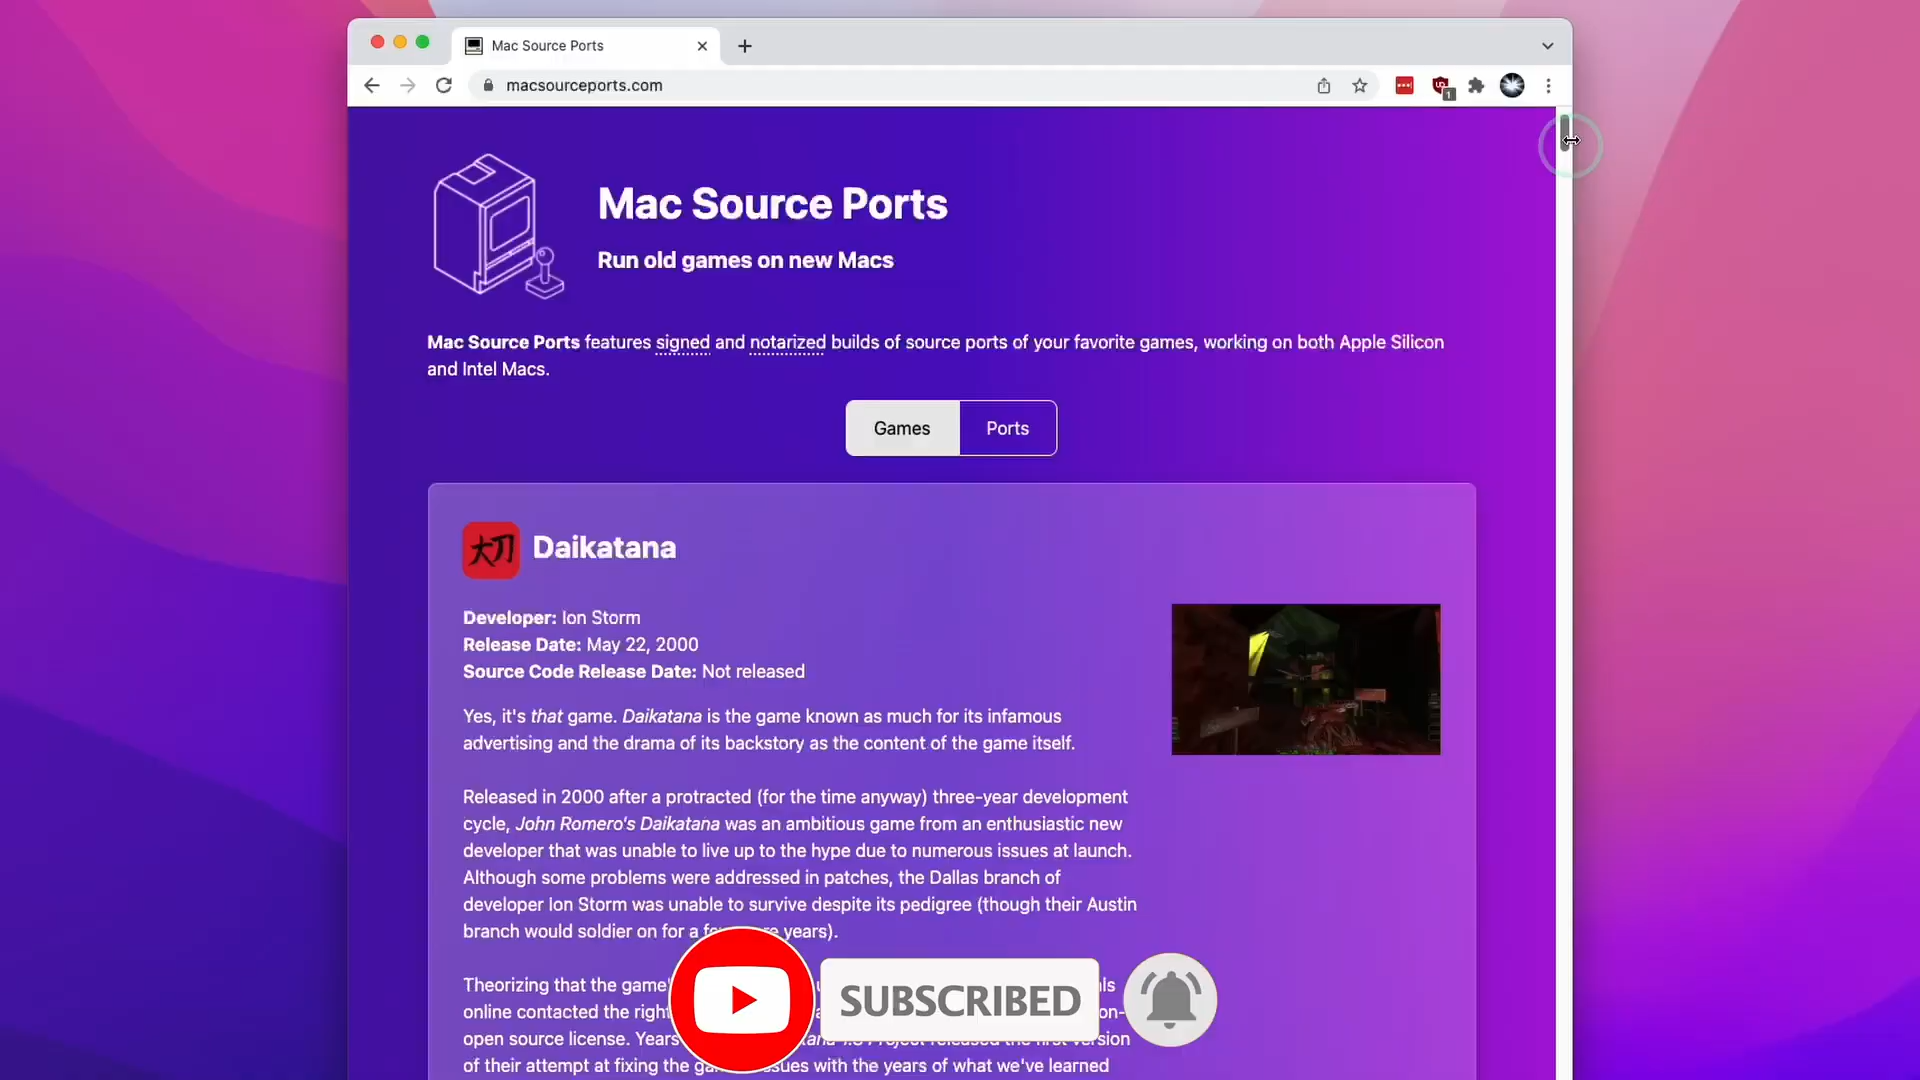 Mac Source Ports
macsourceports.com
1
Mac Source Ports
Run old games on new Macs
Mac Source Ports features signed and notarized builds of source ports of your favorite games, working on both Apple Silicon
and Intel Macs.
Games Ports
大刀 Daikatana
Developer: Ion Storm
Release Date: May 22, 2000
Source Code Release Date: Not released
Yes, it's that game. Daikatana is the game known as much for its infamous
advertising and the drama of its backstory as the content of the game itself.
Released in 2000 after a protracted (for the time anyway) three-year development
cycle, John Romero's Daikatana was an ambitious game from an enthusiastic new
developer that was unable to live up to the hype due to numerous issues at launch.
Although some problems were addressed in patches, the Dallas branch of
developer Ion Storm was unable to survive despite its pedigree (though their Austin
branch would soldier on for a years).
Theorizing that the game
online contacted the right
open source license. Years released the first version
of their attempt at fixing the with the years of what we've learned
SUBSCRIBED